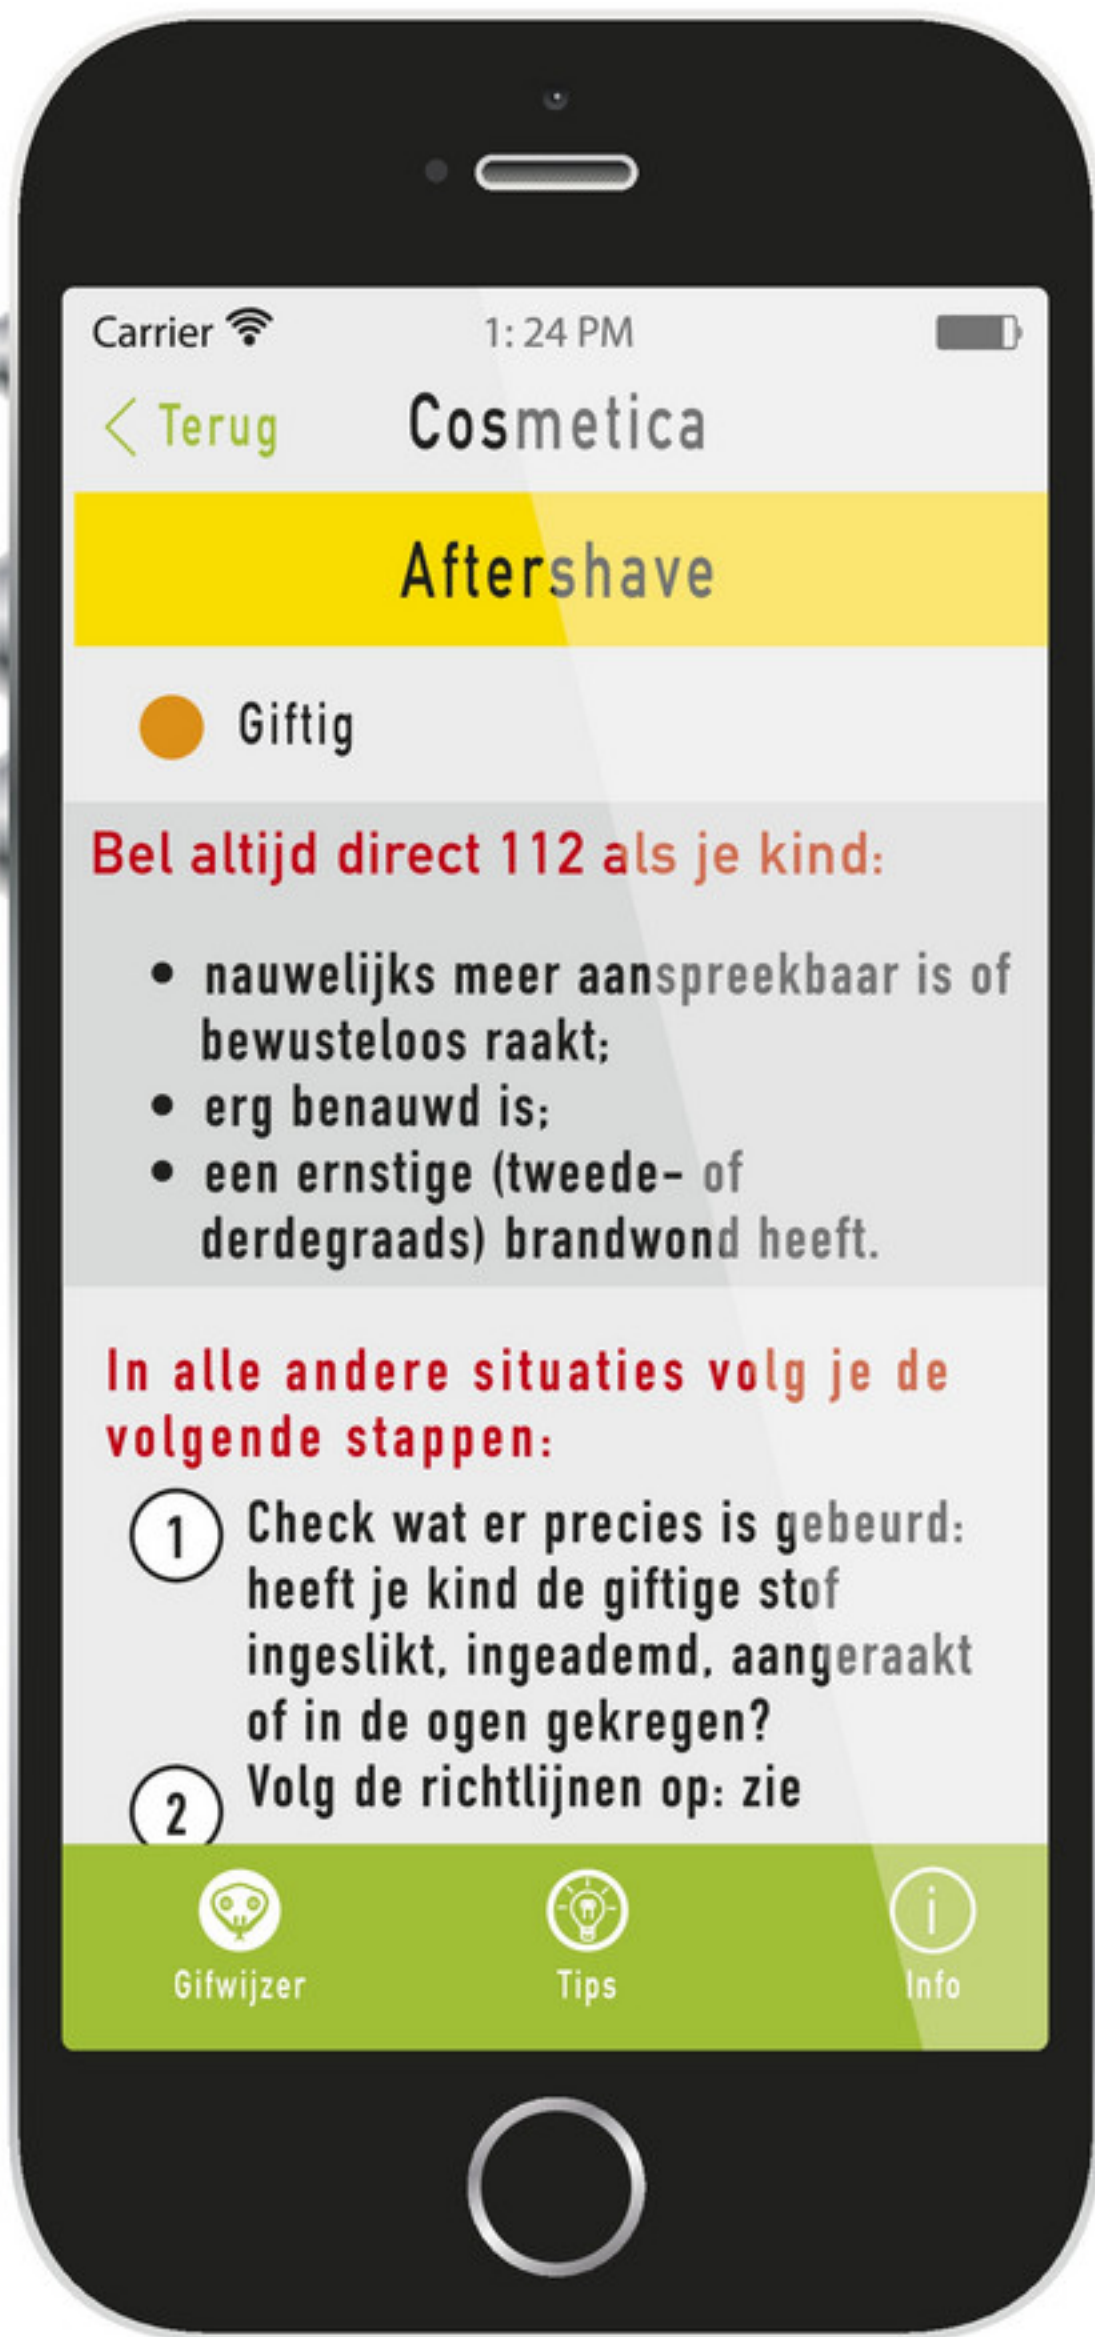 Carrier 1: 24 PM
< Terug Cosmetica
Aftershave
Giftig
Bel altijd direct 112 als je kind:
• nauwelijks meer aanspreekbaar is of
bewusteloos raakt;
• erg benauwd is;
• een ernstige (tweede- of
derdegraads) brandwond heeft.
In alle andere situaties volg je de
volgende stappen:
1 Check wat er precies is gebeurd:
heeft je kind de giftige stof
ingeslikt, ingeademd, aangeraakt
of in de ogen gekregen?
2 Volg de richtlijnen op: zie
Gifwijzer Tips Info